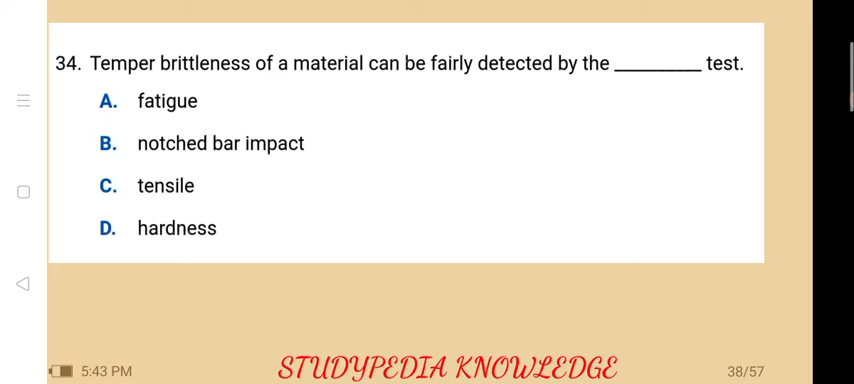 34. Temper brittleness of a material can be fairly detected by the _________ test.
A. fatigue
B. notched bar impact
C. tensile
D. hardness
5:43 PM
STUDYPEDIA KNOWLEDGE
38/57